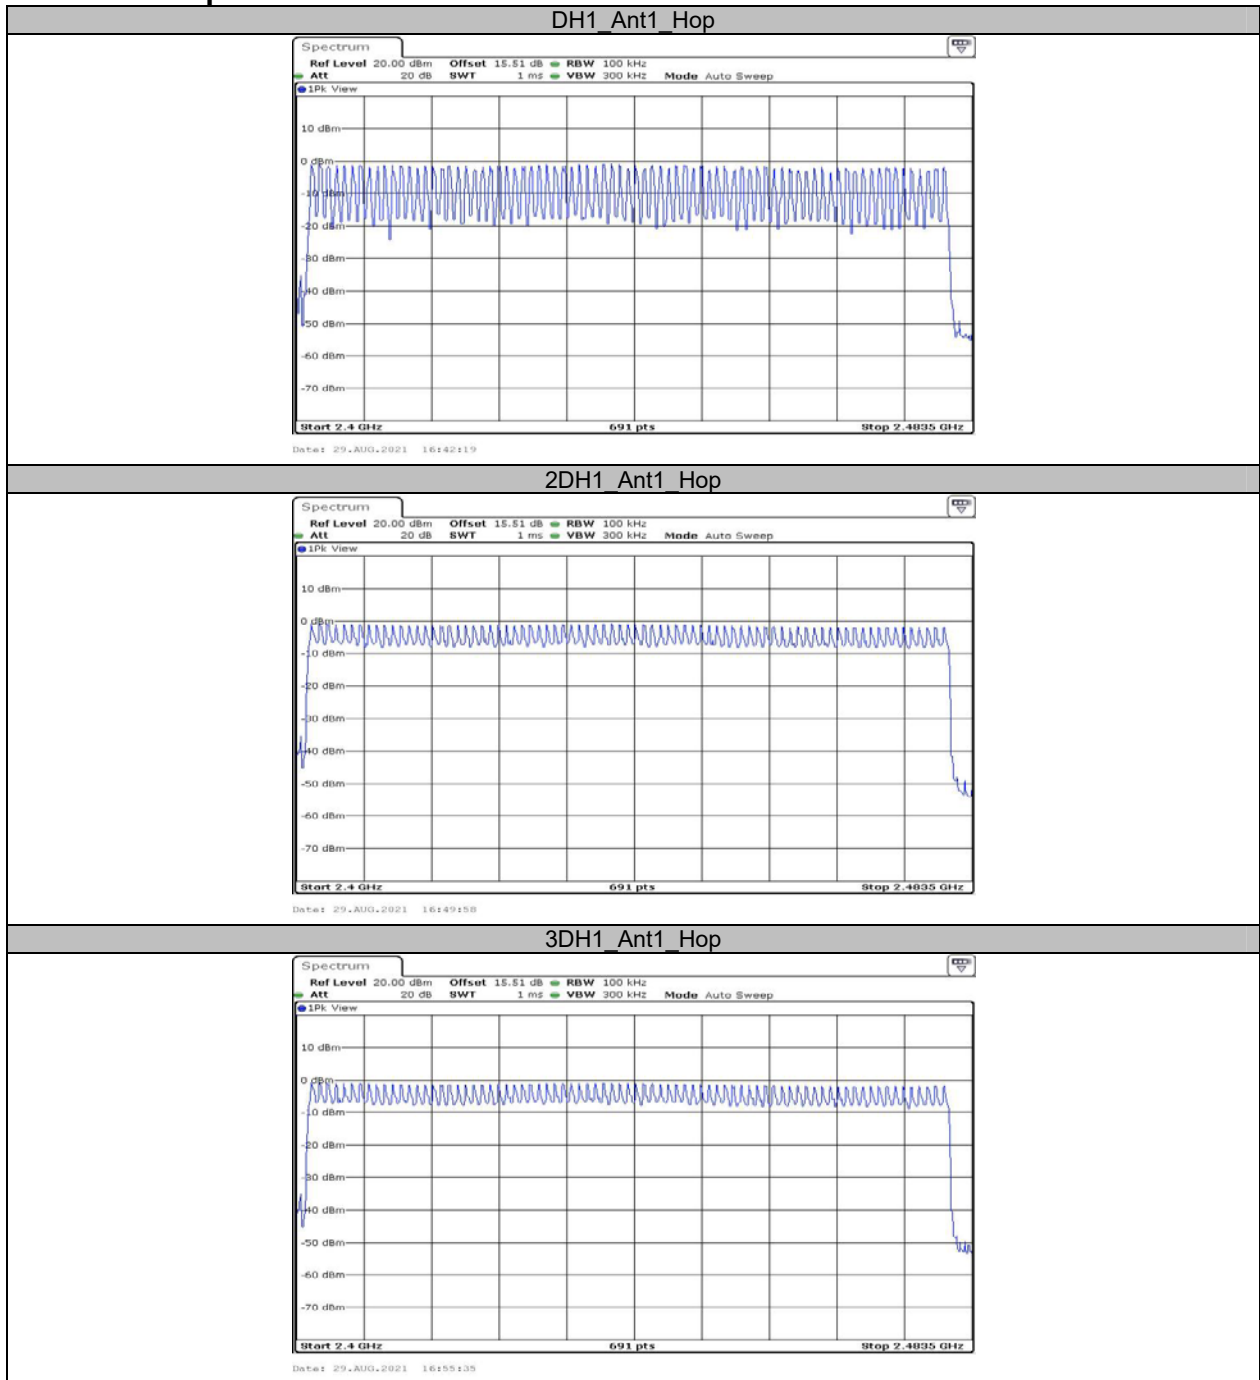 DH1_Ant1_Hop
Spectrum
Ref Level 20.00 dBm Offset 15.51 dB RBW 100 kHz
Att 20 dB SWT 1 ms VBW 300 kHz Mode Auto Sweep
1Pk View
10 dBm
0 dBm
-10 dBm
-20 dBm
-30 dBm
-40 dBm
-50 dBm
-60 dBm
-70 dBm
Start 2.4 GHz 691 pts Stop 2.4835 GHz
Date: 29.AUG.2021 16:42:19
2DH1_Ant1_Hop
Spectrum
Ref Level 20.00 dBm Offset 15.51 dB RBW 100 kHz
Att 20 dB SWT 1 ms VBW 300 kHz Mode Auto Sweep
1Pk View
10 dBm
0 dBm
-10 dBm
-20 dBm
-30 dBm
-40 dBm
-50 dBm
-60 dBm
-70 dBm
Start 2.4 GHz 691 pts Stop 2.4835 GHz
Date: 29.AUG.2021 16:49:58
3DH1_Ant1_Hop
Spectrum
Ref Level 20.00 dBm Offset 15.51 dB RBW 100 kHz
Att 20 dB SWT 1 ms VBW 300 kHz Mode Auto Sweep
1Pk View
10 dBm
0 dBm
-10 dBm
-20 dBm
-30 dBm
-40 dBm
-50 dBm
-60 dBm
-70 dBm
Start 2.4 GHz 691 pts Stop 2.4835 GHz
Date: 29.AUG.2021 16:55:35